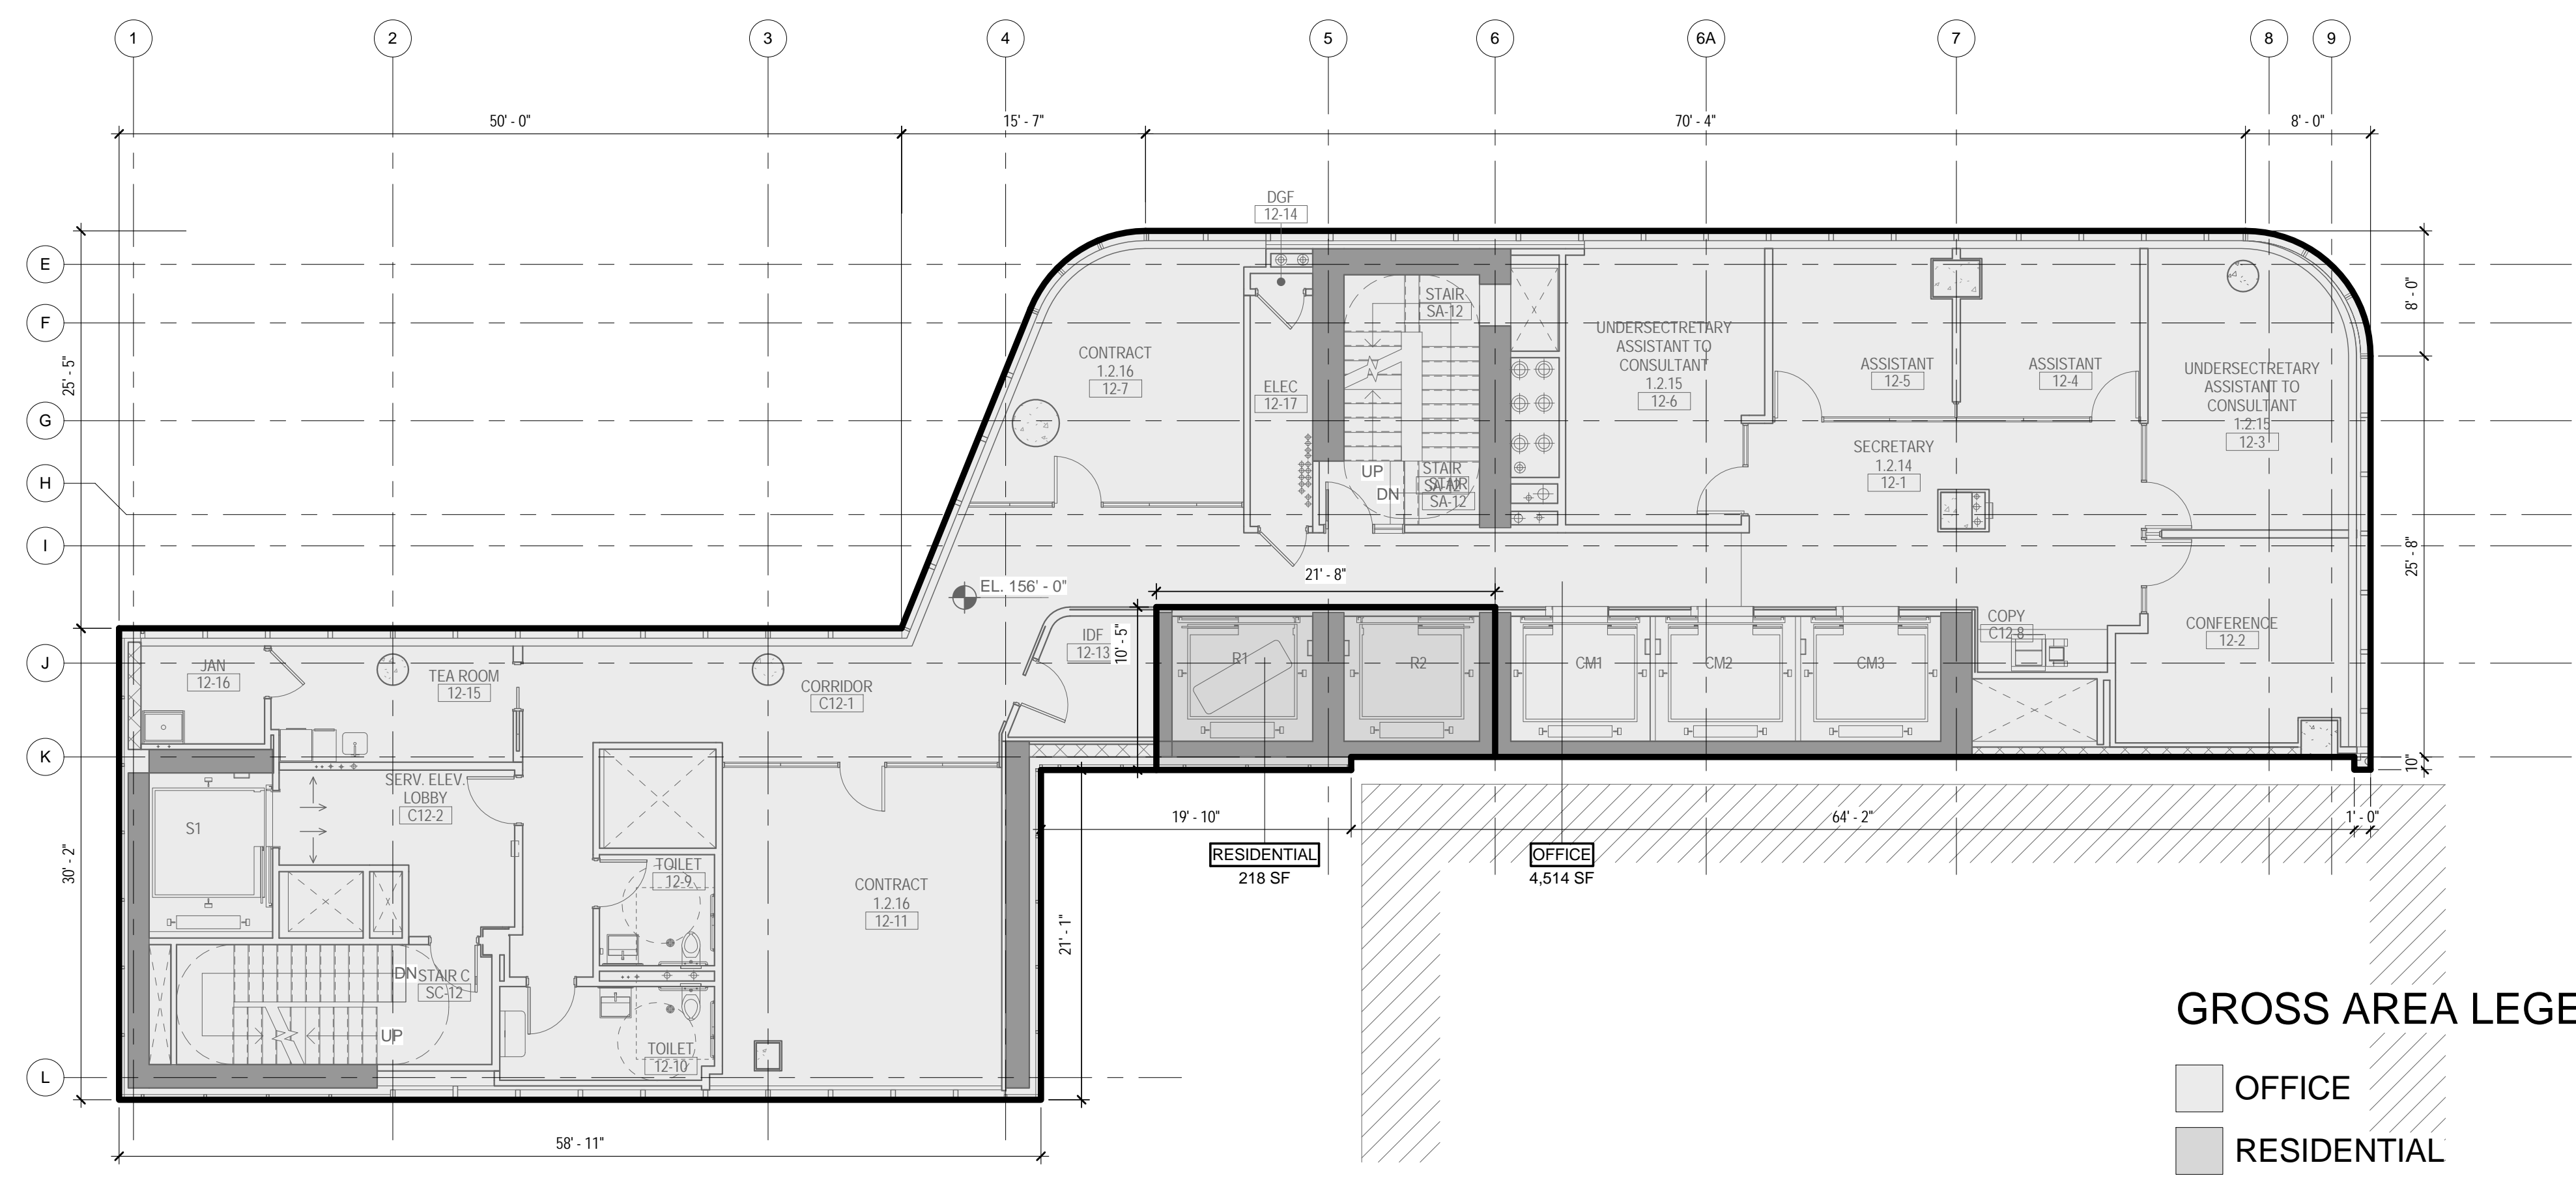 1 2 3 4 5 6 6A 7 8 9
50' - 0" 15' - 7" 70' - 4" 8' - 0"
DGF
12-14
E
F
G
H
I
J
K
L
25' - 5"
30' - 2"
8' - 0"
25' - 8"
10"
CONTRACT
1.2.16
12-7
ELEC
12-17
STAIR
SA-12
UP
DN
STAIR
SA-12
STAIR
SA-12
UNDERSECTRETARY
ASSISTANT TO
CONSULTANT
1.2.15
12-6
ASSISTANT
12-5
ASSISTANT
12-4
UNDERSECTRETARY
ASSISTANT TO
CONSULTANT
1.2.15
12-3
SECRETARY
1.2.14
12-1
EL. 156' - 0"
21' - 8"
10' - 5"
IDF
12-13
R1
R2
CM1
CM2
CM3
COPY
C12-8
CONFERENCE
12-2
JAN
12-16
TEA ROOM
12-15
CORRIDOR
C12-1
SERV. ELEV.
LOBBY
C12-2
S1
TOILET
12-9
CONTRACT
1.2.16
12-11
DN
STAIR C
SC-12
UP
TOILET
12-10
21' - 1"
19' - 10"
64' - 2"
1' - 0"
RESIDENTIAL
218 SF
OFFICE
4,514 SF
58' - 11"
GROSS AREA LEGE
OFFICE
RESIDENTIAL